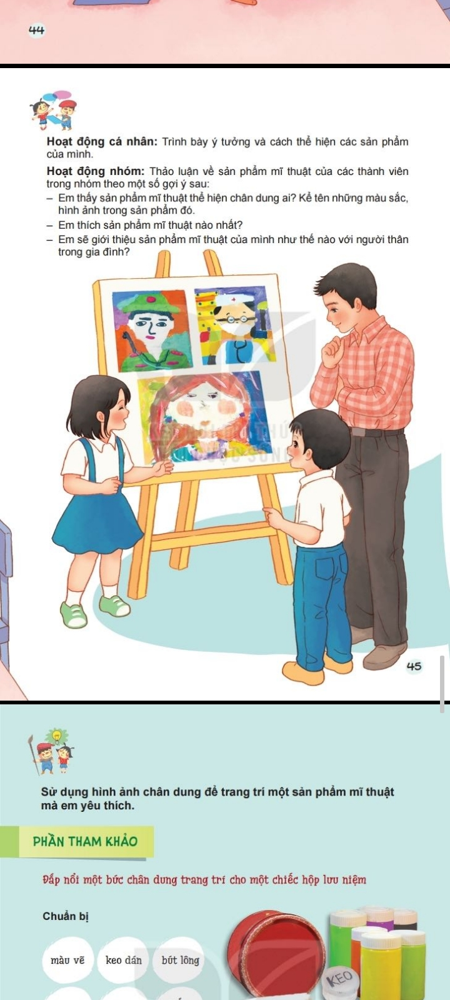 44
Hoạt động cá nhân: Trình bày ý tưởng và cách thể hiện các sản phẩm
của mình.
Hoạt động nhóm: Thảo luận về sản phẩm mĩ thuật của các thành viên
trong nhóm theo một số gợi ý sau:
– Em thấy sản phẩm mĩ thuật thể hiện chân dung ai? Kể tên những màu sắc,
hình ảnh trong sản phẩm đó.
– Em thích sản phẩm mĩ thuật nào nhất?
– Em sẽ giới thiệu sản phẩm mĩ thuật của mình như thế nào với người thân
trong gia đình?
45
Sử dụng hình ảnh chân dung để trang trí một sản phẩm mĩ thuật
mà em yêu thích.
PHẦN THAM KHẢO
Đắp nổi một bức chân dung trang trí cho một chiếc hộp lưu niệm
Chuẩn bị
màu vẽ keo dán bút lông
KEO